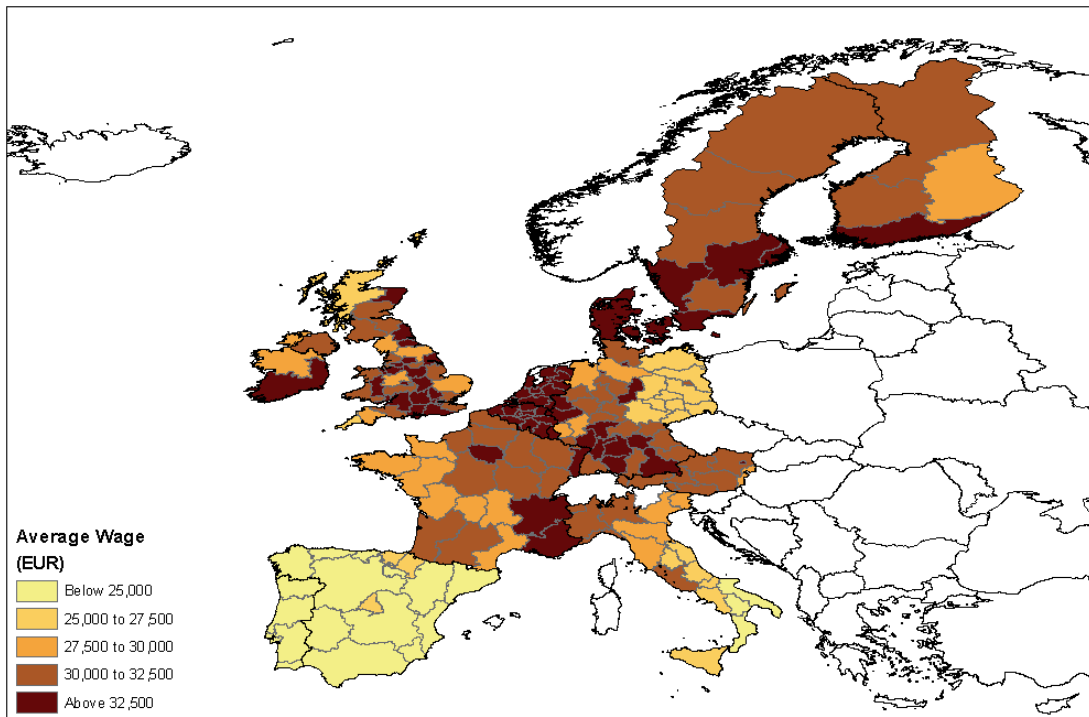 Average Wage
(EUR)
Below 25,000
25,000 to 27,500
27,500 to 30,000
30,000 to 32,500
Above 32,500